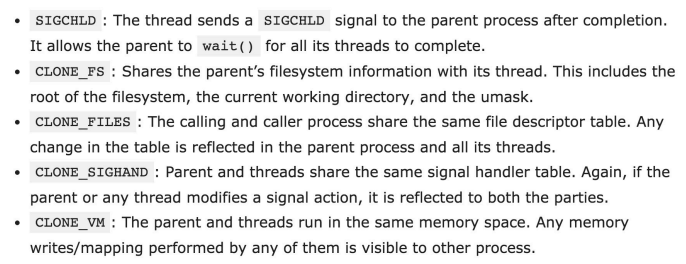 • SIGCHLD : The thread sends a SIGCHLD signal to the parent process after completion.
It allows the parent to wait() for all its threads to complete.
• CLONE_FS : Shares the parent’s filesystem information with its thread. This includes the
root of the filesystem, the current working directory, and the umask.
• CLONE_FILES : The calling and caller process share the same file descriptor table. Any
change in the table is reflected in the parent process and all its threads.
• CLONE_SIGHAND : Parent and threads share the same signal handler table. Again, if the
parent or any thread modifies a signal action, it is reflected to both the parties.
• CLONE_VM : The parent and threads run in the same memory space. Any memory
writes/mapping performed by any of them is visible to other process.